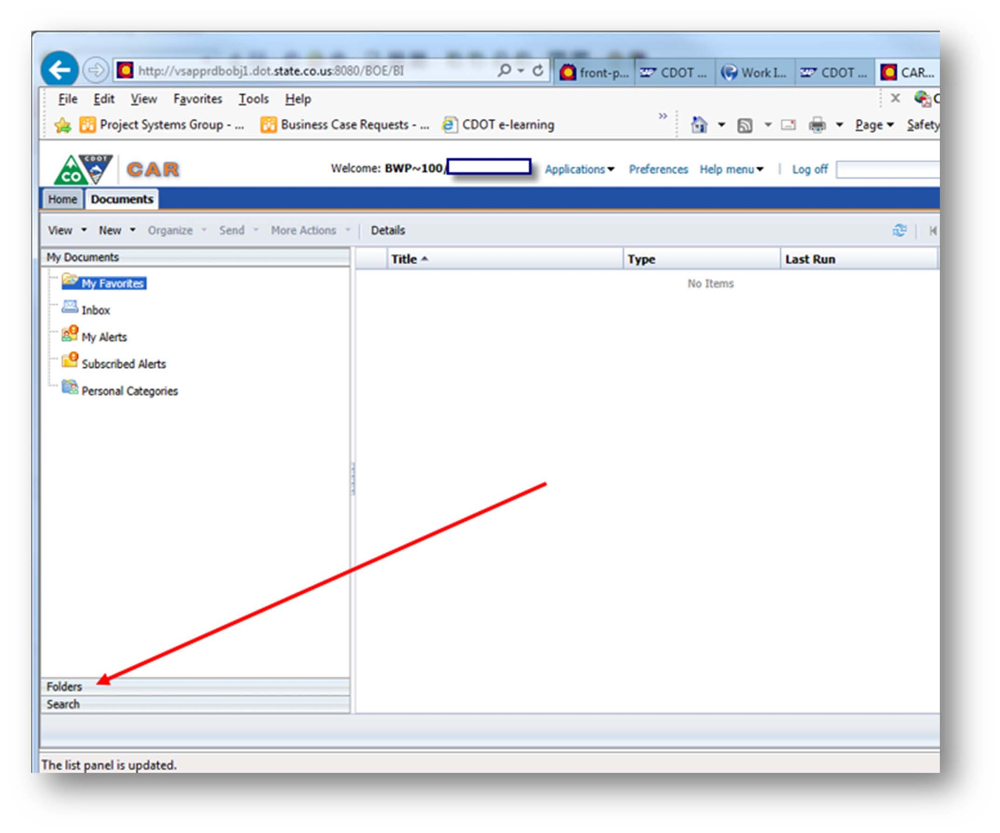 http://vsapprdbobj1.dot.state.co.us:8080/BOE/BI front-p... CDOT ... Work I... CDOT ... CAR...
File Edit View Favorites Tools Help
Project Systems Group - ... Business Case Requests - ... CDOT e-learning » Page Safety
CDOT CO CAR Welcome: BWP~100/ Applications Preferences Help menu | Log off
Home Documents
View New Organize Send More Actions Details
My Documents Title Type Last Run
My Favorites No Items
Inbox
My Alerts
Subscribed Alerts
Personal Categories
Folders
Search
The list panel is updated.